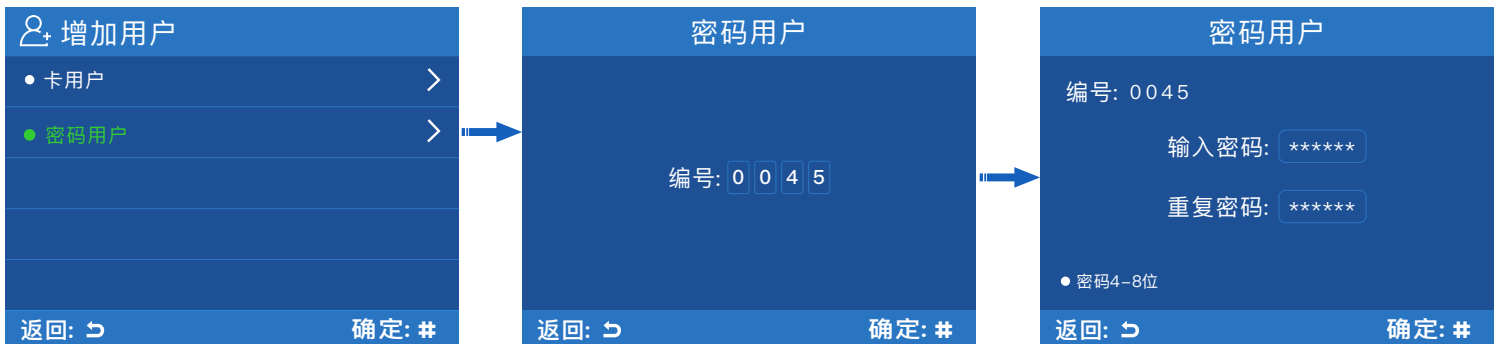 增加用户
卡用户
密码用户
返回: 确定: #
密码用户
编号: 0 0 4 5
返回: 确定: #
密码用户
编号: 0045
输入密码: ******
重复密码: ******
密码4-8位
返回: 确定: #